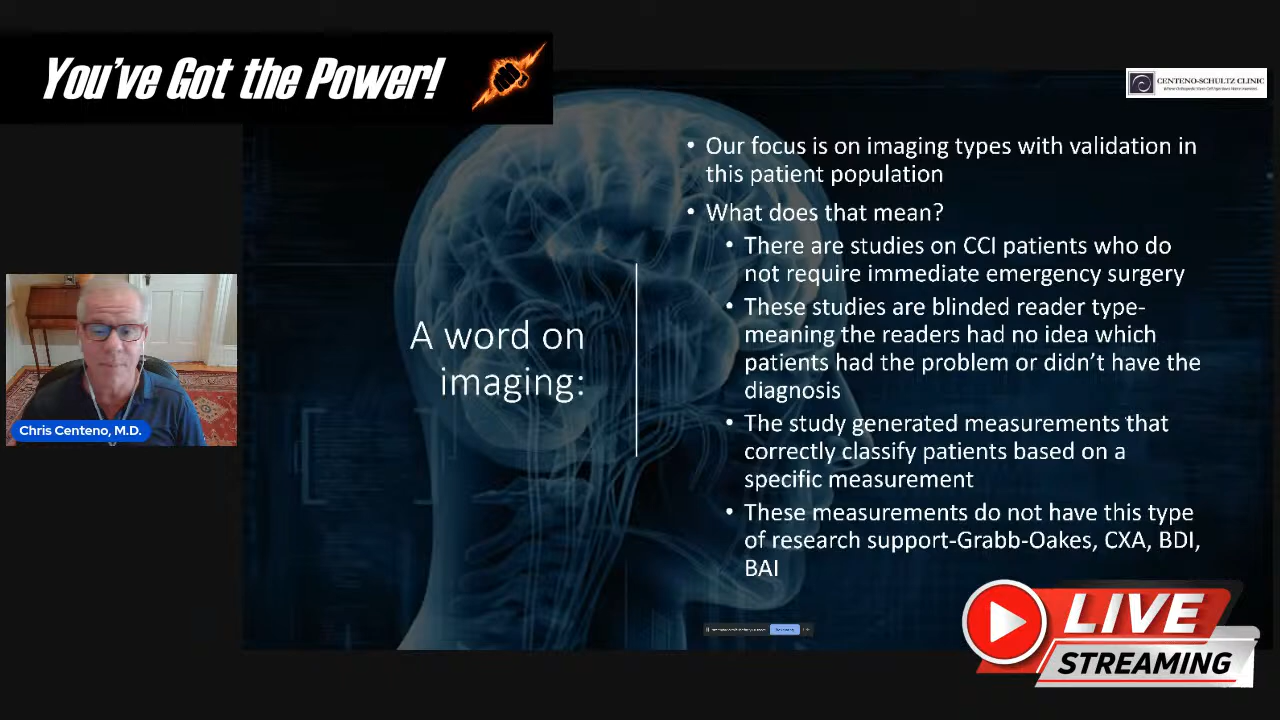 You've Got the Power!
CENTENO-SCHULTZ CLINIC
• Our focus is on imaging types with validation in
this patient population
• What does that mean?
• There are studies on CCI patients who do
not require immediate emergency surgery
• These studies are blinded reader type-
meaning the readers had no idea which
patients had the problem or didn't have the
diagnosis
• The study generated measurements that
correctly classify patients based on a
specific measurement
• These measurements do not have this type
of research support-Grabb-Oakes, CXA, BDI,
BAI
A word on
imaging:
Chris Centeno, M.D.
LIVE
STREAMING